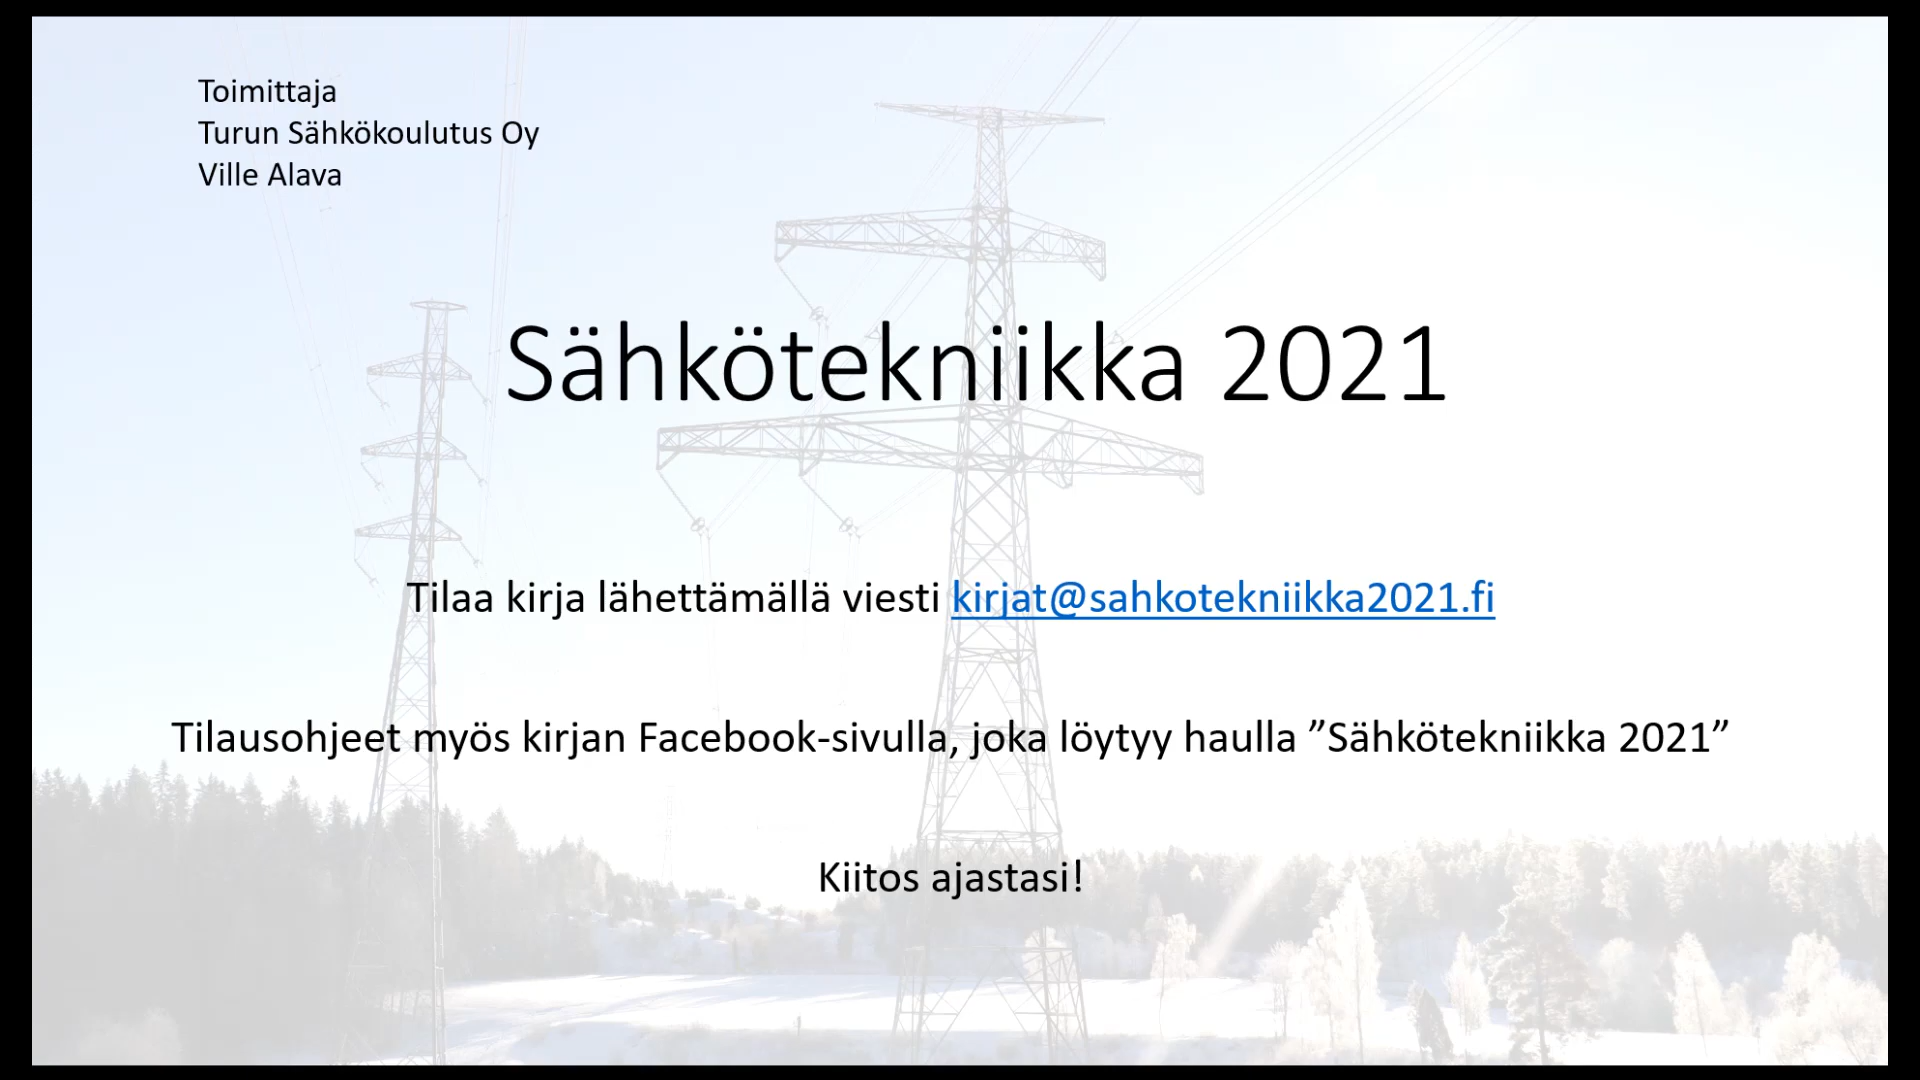 Toimittaja
Turun Sähkökoulutus Oy
Ville Alava
Sähkötekniikka 2021
Tilaa kirja lähettämällä viesti kirjat@sahkotekniikka2021.fi
Tilausohjeet myös kirjan Facebook-sivulla, joka löytyy haulla ”Sähkötekniikka 2021”
Kiitos ajastasi!